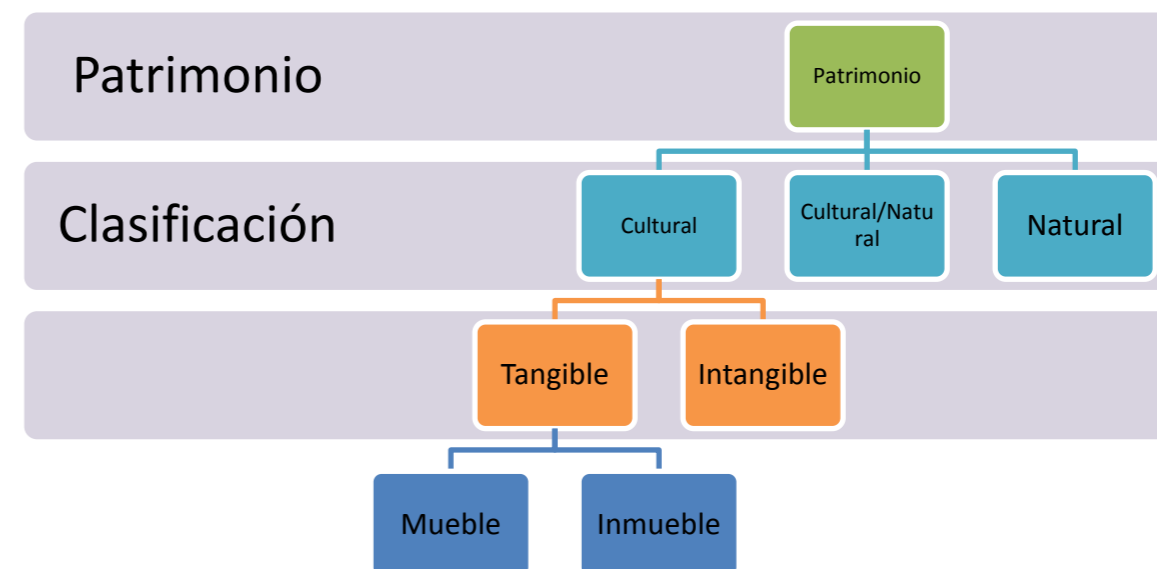 Patrimonio
Patrimonio
Clasificación
Cultural
Cultural/Natu
ral
Natural
Tangible
Intangible
Mueble
Inmueble